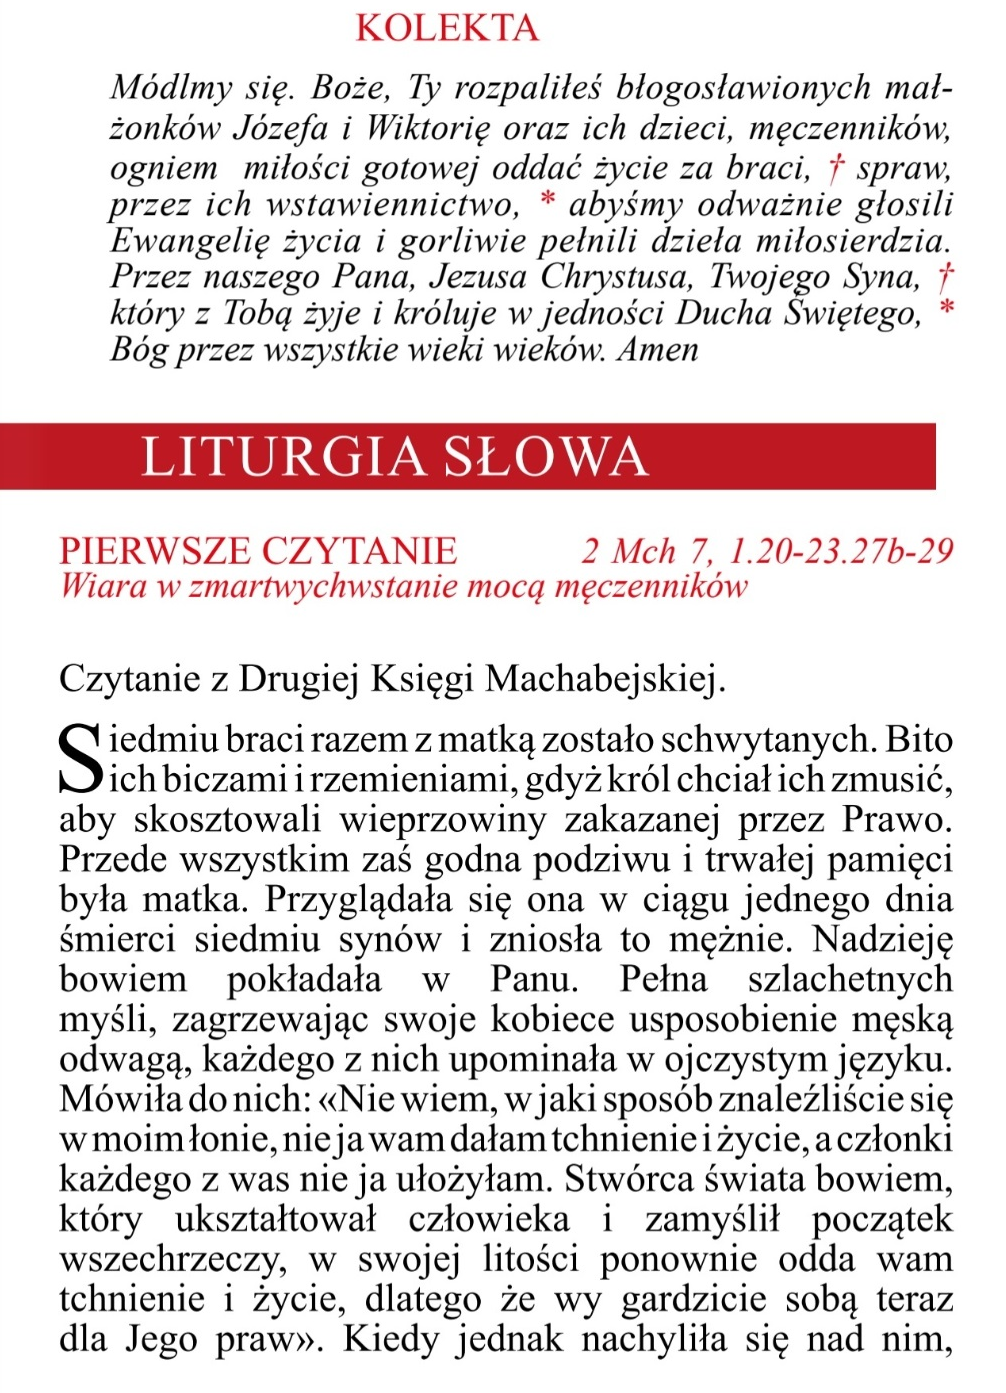 KOLEKTA
Módlmy się. Boże, Ty rozpaliłeś błogosławionych mał-
żonków Józefa i Wiktorię oraz ich dzieci, męczenników,
ogniem miłości gotowej oddać życie za braci, † spraw,
przez ich wstawiennictwo, * abyśmy odważnie głosili
Ewangelię życia i gorliwie pełnili dzieła miłosierdzia.
Przez naszego Pana, Jezusa Chrystusa, Twojego Syna, †
który z Tobą żyje i króluje w jedności Ducha Świętego, *
Bóg przez wszystkie wieki wieków. Amen
LITURGIA SŁOWA
PIERWSZE CZYTANIE 2 Mch 7, 1.20-23.27b-29
Wiara w zmartwychwstanie mocą męczenników
Czytanie z Drugiej Księgi Machabejskiej.
Siedmiu braci razem z matką zostało schwytanych. Bito
ich biczami i rzemieniami, gdyż król chciał ich zmusić,
aby skosztowali wieprzowiny zakazanej przez Prawo.
Przede wszystkim zaś godna podziwu i trwałej pamięci
była matka. Przyglądała się ona w ciągu jednego dnia
śmierci siedmiu synów i zniosła to mężnie. Nadzieję
bowiem pokładała w Panu. Pełna szlachetnych
myśli, zagrzewając swoje kobiece usposobienie męską
odwagą, każdego z nich upominała w ojczystym języku.
Mówiła do nich: «Nie wiem, w jaki sposób znaleźliście się
w moim łonie, nie ja wam dałam tchnienie i życie, a członki
każdego z was nie ja ułożyłam. Stwórca świata bowiem,
który ukształtował człowieka i zamyślił początek
wszechrzeczy, w swojej litości ponownie odda wam
tchnienie i życie, dlatego że wy gardzicie sobą teraz
dla Jego praw». Kiedy jednak nachyliła się nad nim,